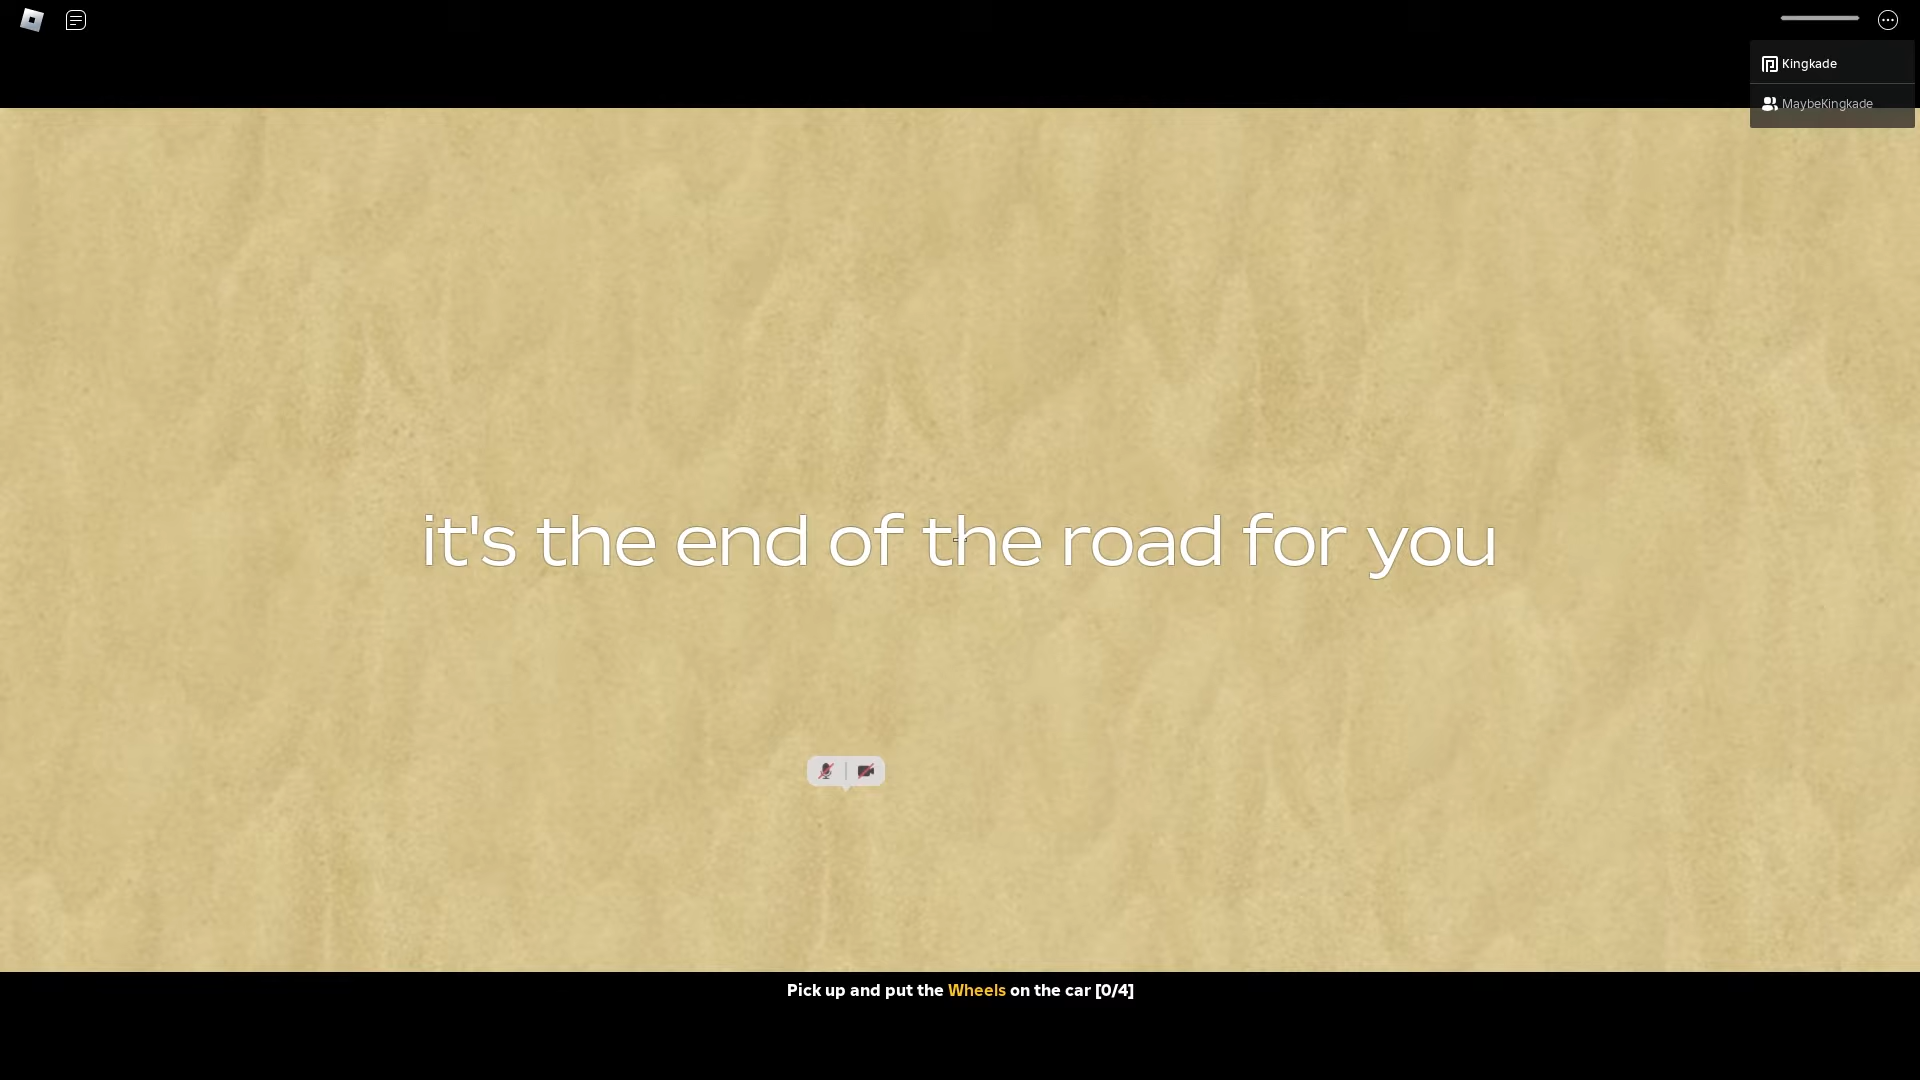 Kingkade
MaybeKingkade
it's the end of the road for you
Pick up and put the Wheels on the car [0/4]